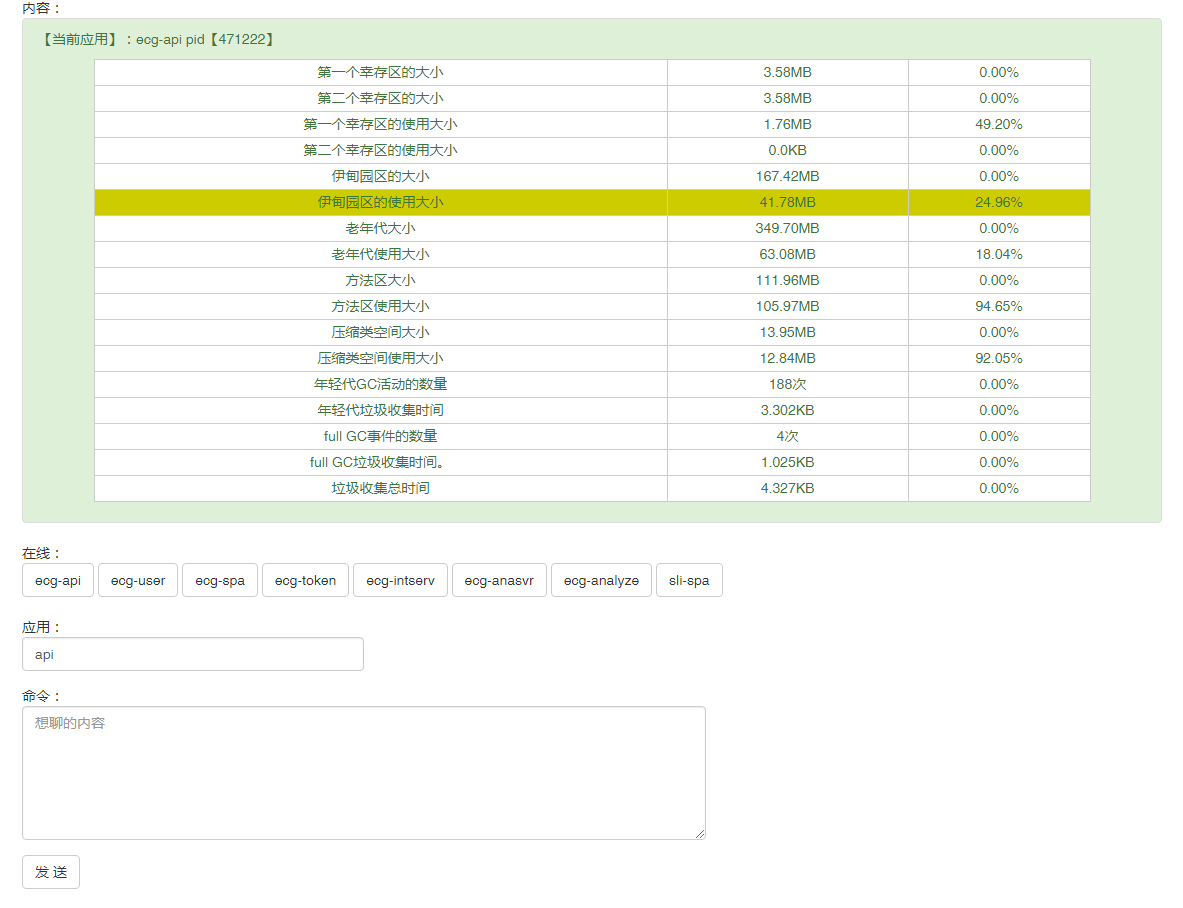 内容：
【当前应用】：ecg-api pid【471222】
第一个幸存区的大小 3.58MB 0.00%
第二个幸存区的大小 3.58MB 0.00%
第一个幸存区的使用大小 1.76MB 49.20%
第二个幸存区的使用大小 0.0KB 0.00%
伊甸园区的大小 167.42MB 0.00%
伊甸园区的使用大小 41.78MB 24.96%
老年代大小 349.70MB 0.00%
老年代使用大小 63.08MB 18.04%
方法区大小 111.96MB 0.00%
方法区使用大小 105.97MB 94.65%
压缩类空间大小 13.95MB 0.00%
压缩类空间使用大小 12.84MB 92.05%
年轻代GC活动的数量 188次 0.00%
年轻代垃圾收集时间 3.302KB 0.00%
full GC事件的数量 4次 0.00%
full GC垃圾收集时间。 1.025KB 0.00%
垃圾收集总时间 4.327KB 0.00%
在线：
ecg-api ecg-user ecg-spa ecg-token ecg-intserv ecg-anasvr ecg-analyze sli-spa
应用：
api
命令：
想聊的内容
发 送